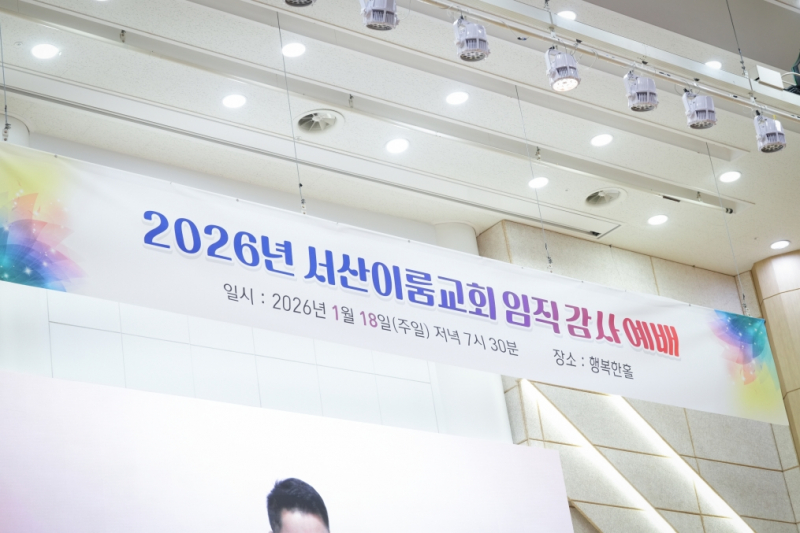 2026년 서산이룸교회 임직 감사 예배
일시 : 2026년 1월 18일(주일) 저녁 7시 30분 장소 : 행복한홀